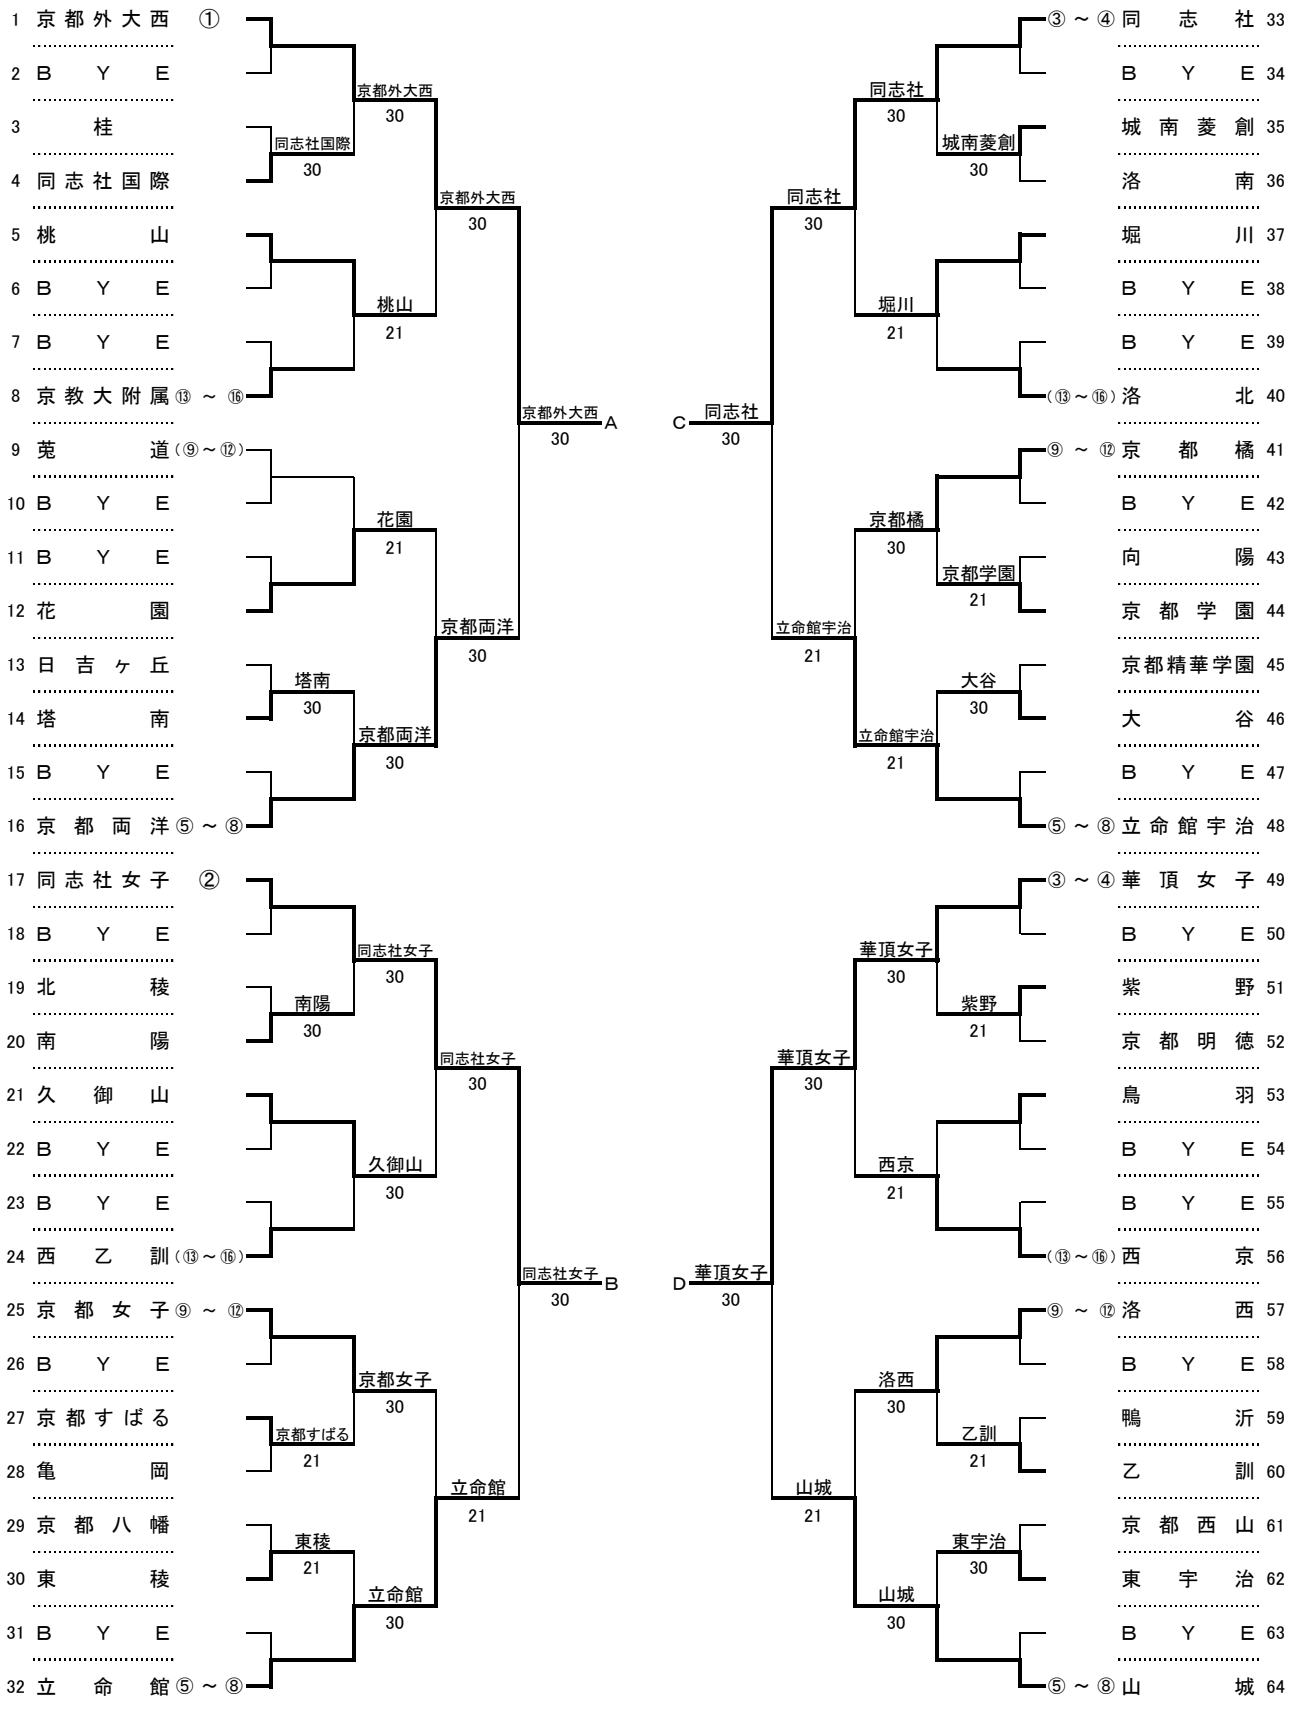 1 京都外大西 ①
2 BYE
3 桂
4 同志社国際
5 桃山
6 BYE
7 BYE
8 京教大附属 ⑬～⑯
9 莵道 (⑨～⑫)
10 BYE
11 BYE
12 花園
13 日吉ヶ丘
14 塔南
15 BYE
16 京都両洋 ⑤～⑧
17 同志社女子 ②
18 BYE
19 北稜
20 南陽
21 久御山
22 BYE
23 BYE
24 西乙訓 (⑬～⑯)
25 京都女子 ⑨～⑫
26 BYE
27 京都すばる
28 亀岡
29 京都八幡
30 東稜
31 BYE
32 立命館 ⑤～⑧
同志社国際
30
塔南
30
南陽
30
京都すばる
21
東稜
21
京都外大西
30
桃山
21
花園
21
京都両洋
30
同志社女子
30
久御山
30
京都女子
30
立命館
30
京都外大西
30
京都両洋
30
同志社女子
30
立命館
21
京都外大西 A
30
同志社女子 B
30
C 同志社
30
D 華頂女子
30
同志社
30
立命館宇治
21
華頂女子
30
山城
21
同志社
30
堀川
21
京都橘
30
立命館宇治
21
華頂女子
30
西京
21
洛西
30
山城
30
城南菱創
30
京都学園
21
大谷
30
紫野
21
乙訓
21
東宇治
30
③～④ 同志社 33
BYE 34
城南菱創 35
洛南 36
堀川 37
BYE 38
BYE 39
(⑬～⑯) 洛北 40
⑨～⑫ 京都橘 41
BYE 42
向陽 43
京都学園 44
京都精華学園 45
大谷 46
BYE 47
⑤～⑧ 立命館宇治 48
③～④ 華頂女子 49
BYE 50
紫野 51
京都明徳 52
鳥羽 53
BYE 54
BYE 55
(⑬～⑯) 西京 56
⑨～⑫ 洛西 57
BYE 58
鴨沂 59
乙訓 60
京都西山 61
東宇治 62
BYE 63
⑤～⑧ 山城 64